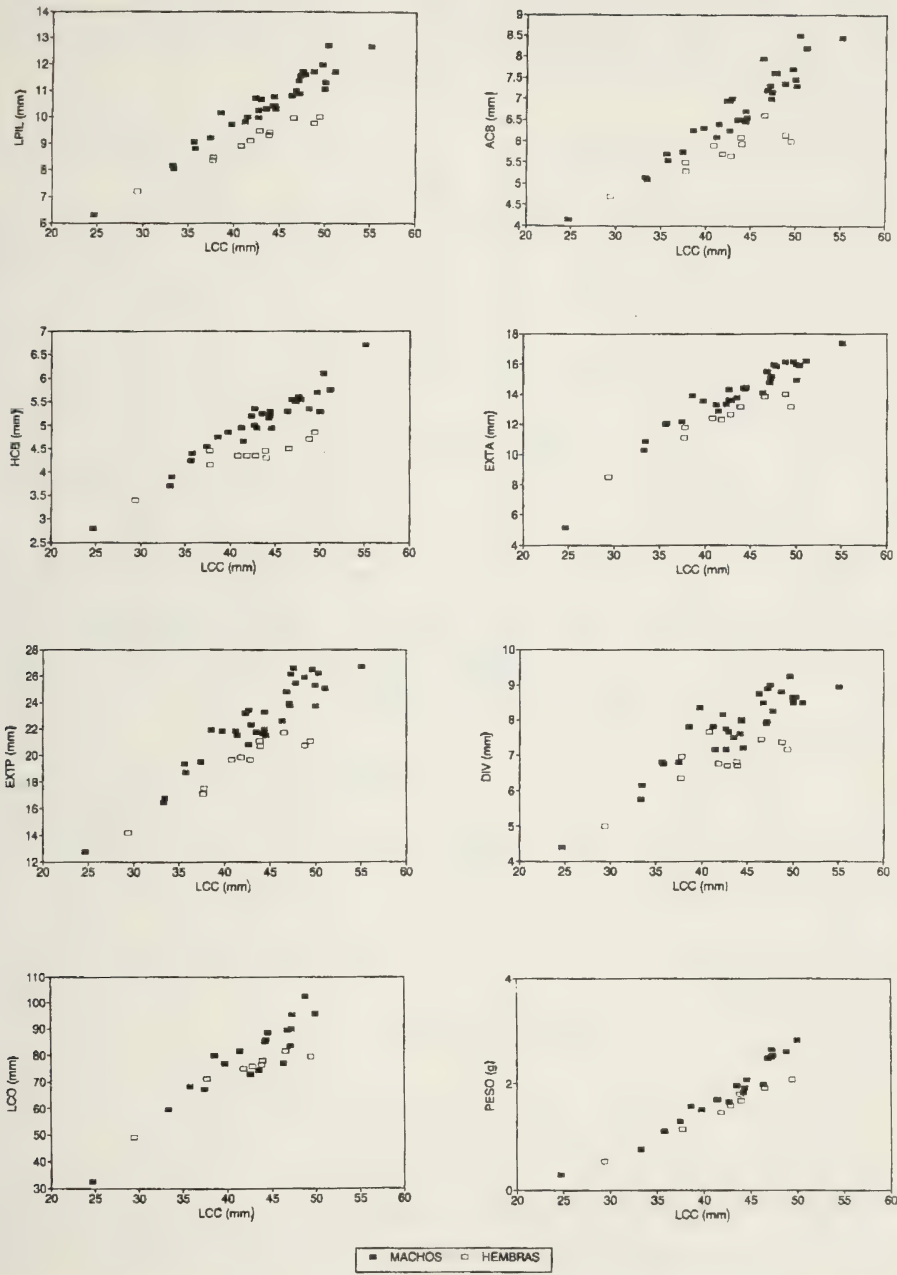 LPIL (mm)
14
13
12
11
10
9
8
7
6
20 25 30 35 40 45 50 55 60
LCC (mm)
ACB (mm)
9
8.5
8
7.5
7
6.5
6
5.5
5
4.5
4
20 25 30 35 40 45 50 55 60
LCC (mm)
HCB (mm)
7
6.5
6
5.5
5
4.5
4
3.5
3
2.5
20 25 30 35 40 45 50 55 60
LCC (mm)
EXTA (mm)
18
16
14
12
10
8
6
4
20 25 30 35 40 45 50 55 60
LCC (mm)
EXTP (mm)
28
26
24
22
20
18
16
14
12
20 25 30 35 40 45 50 55 60
LCC (mm)
DIV (mm)
10
9
8
7
6
5
4
20 25 30 35 40 45 50 55 60
LCC (mm)
LCO (mm)
110
100
90
80
70
60
50
40
30
20 25 30 35 40 45 50 55 60
LCC (mm)
PESO (g)
4
2
0
20 25 30 35 40 45 50 55 60
LCC (mm)
MACHOS HEMBRAS